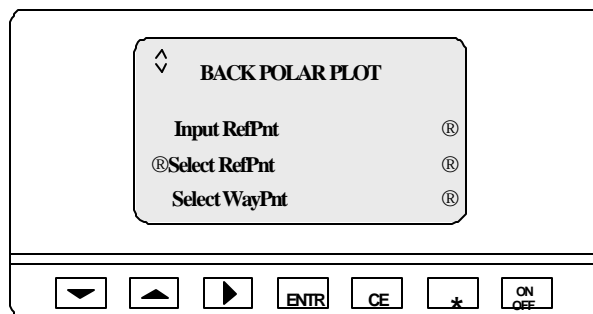 BACK POLAR PLOT
Input RefPnt ®
®Select RefPnt ®
Select WayPnt ®
ENTR CE * ON OFF